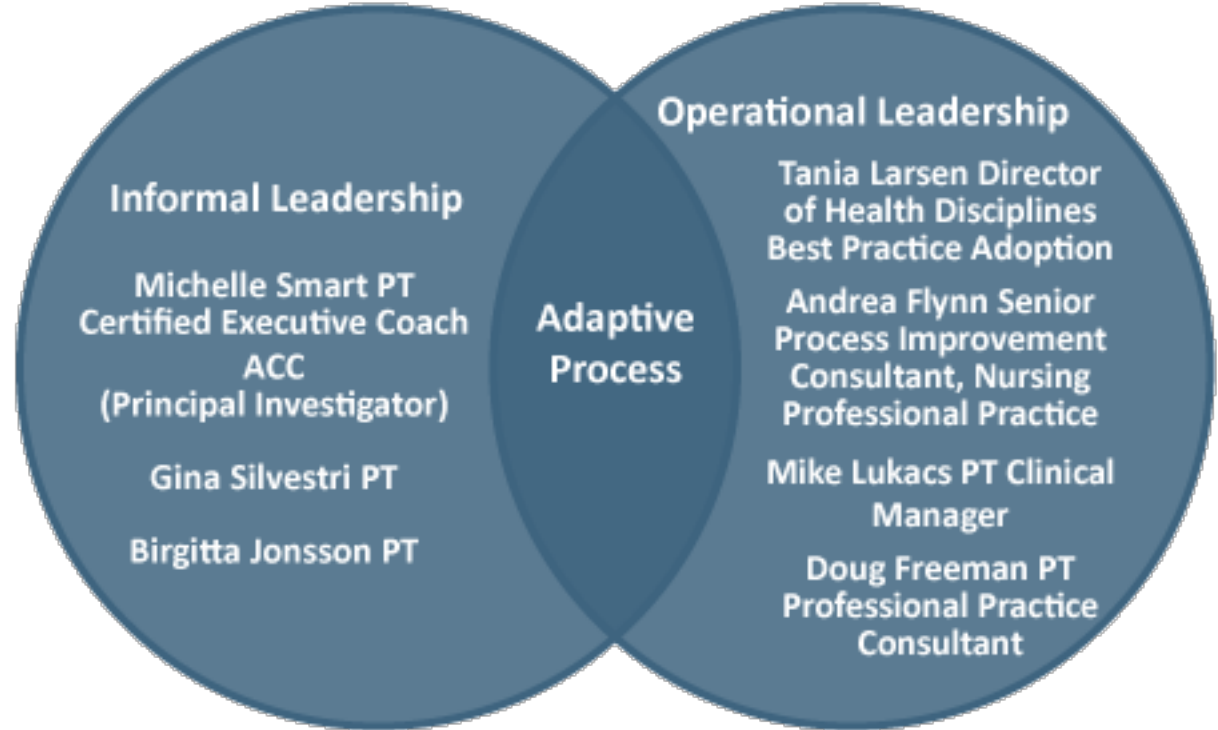 Informal Leadership
Michelle Smart PT
Certified Executive Coach
ACC
(Principal Investigator)
Gina Silvestri PT
Birgitta Jonsson PT
Adaptive
Process
Operational Leadership
Tania Larsen Director
of Health Disciplines
Best Practice Adoption
Andrea Flynn Senior
Process Improvement
Consultant, Nursing
Professional Practice
Mike Lukacs PT Clinical
Manager
Doug Freeman PT
Professional Practice
Consultant